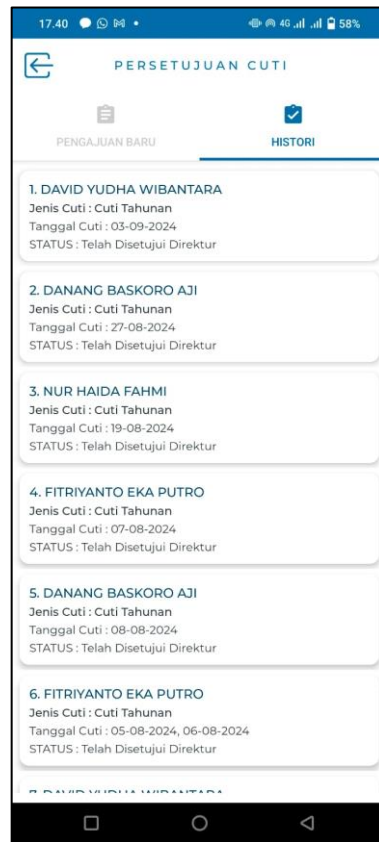 17.40 4G 58%
PERSETUJUAN CUTI
PENGAJUAN BARU HISTORI
1. DAVID YUDHA WIBANTARA
Jenis Cuti : Cuti Tahunan
Tanggal Cuti : 03-09-2024
STATUS : Telah Disetujui Direktur
2. DANANG BASKORO AJI
Jenis Cuti : Cuti Tahunan
Tanggal Cuti : 27-08-2024
STATUS : Telah Disetujui Direktur
3. NUR HAIDA FAHMI
Jenis Cuti : Cuti Tahunan
Tanggal Cuti : 19-08-2024
STATUS : Telah Disetujui Direktur
4. FITRIYANTO EKA PUTRO
Jenis Cuti : Cuti Tahunan
Tanggal Cuti : 07-08-2024
STATUS : Telah Disetujui Direktur
5. DANANG BASKORO AJI
Jenis Cuti : Cuti Tahunan
Tanggal Cuti : 08-08-2024
STATUS : Telah Disetujui Direktur
6. FITRIYANTO EKA PUTRO
Jenis Cuti : Cuti Tahunan
Tanggal Cuti : 05-08-2024, 06-08-2024
STATUS : Telah Disetujui Direktur
7. DAVID YUDHA WIBANTARA